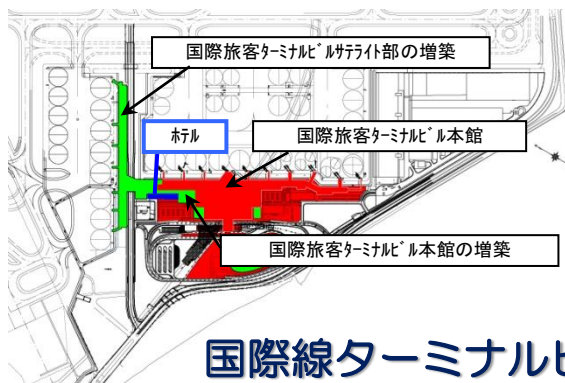 国際旅客ﾀｰﾐﾅﾙﾋﾞﾙｻﾃﾗｲﾄ部の増築
ﾎﾃﾙ
国際旅客ﾀｰﾐﾅﾙﾋﾞﾙ本館
国際旅客ﾀｰﾐﾅﾙﾋﾞﾙ本館の増築
国際線ターミナルビ